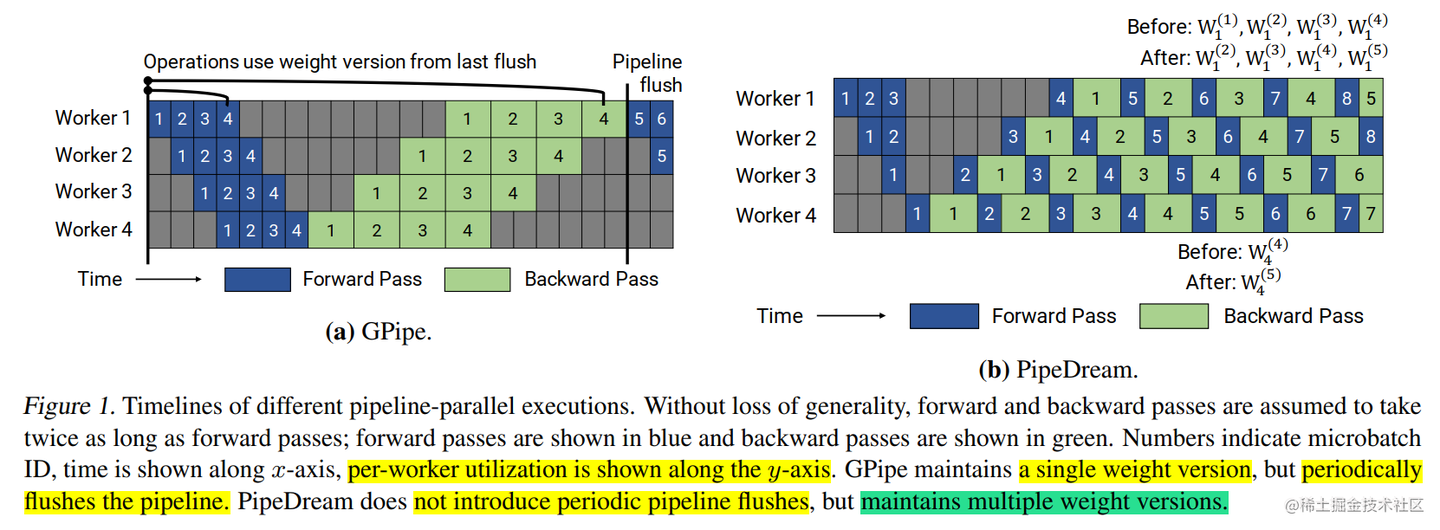 Operations use weight version from last flush
Pipeline
flush
Worker 1
1 2 3 4 1 2 3 4 5 6
Worker 2
1 2 3 4 1 2 3 4 5
Worker 3
1 2 3 4 1 2 3 4
Worker 4
1 2 3 4 1 2 3 4
Time
Forward Pass
Backward Pass
(a) GPipe.
Before: W₁⁽¹⁾, W₁⁽²⁾, W₁⁽³⁾, W₁⁽⁴⁾
After: W₁⁽²⁾, W₁⁽³⁾, W₁⁽⁴⁾, W₁⁽⁵⁾
Worker 1
1 2 3 4 1 5 2 6 3 7 4 8 5
Worker 2
1 2 3 1 4 2 5 3 6 4 7 5 8
Worker 3
1 2 1 3 2 4 3 5 4 6 5 7 6
Worker 4
1 1 2 2 3 3 4 4 5 5 6 6 7 7
Before: W₄⁽⁴⁾
After: W₄⁽⁵⁾
Time
Forward Pass
Backward Pass
(b) PipeDream.
Figure 1. Timelines of different pipeline-parallel executions. Without loss of generality, forward and backward passes are assumed to take
twice as long as forward passes; forward passes are shown in blue and backward passes are shown in green. Numbers indicate microbatch
ID, time is shown along x-axis, per-worker utilization is shown along the y-axis. GPipe maintains a single weight version, but periodically
flushes the pipeline. PipeDream does not introduce periodic pipeline flushes, but maintains multiple weight versions.
@稀土掘金技术社区